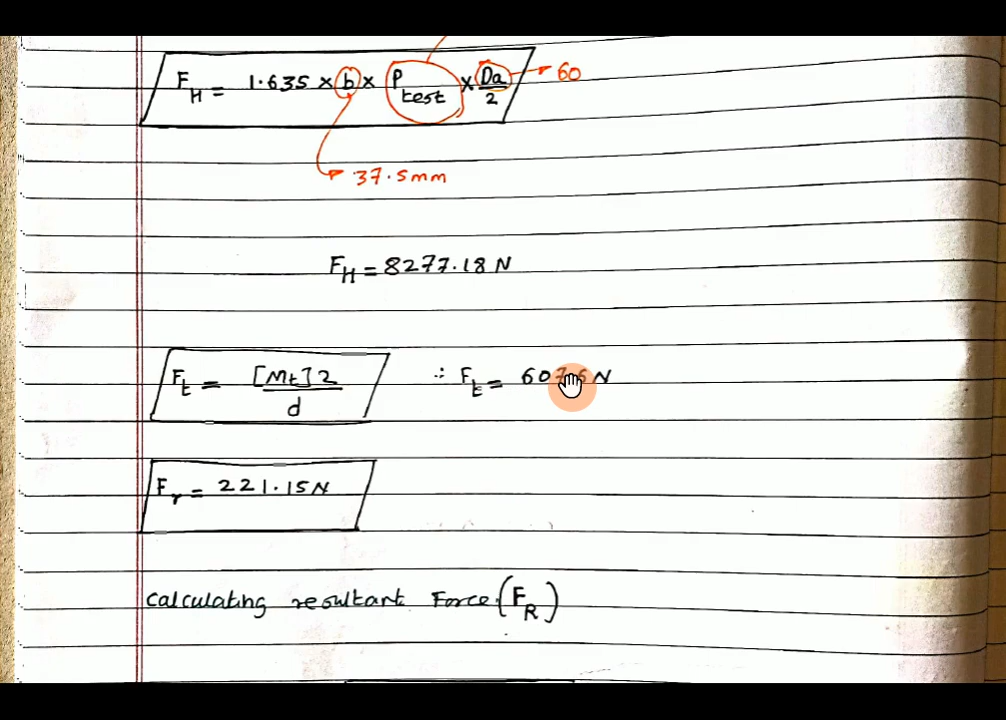 F_H = 1.635 × b × P_test × Da/2 → 60
→ 37.5mm
F_H = 8277.18 N
F_t = [Mt]2/d ∴ F_t =
F_r = 221.15N
Calculating resultant Force (F_R)